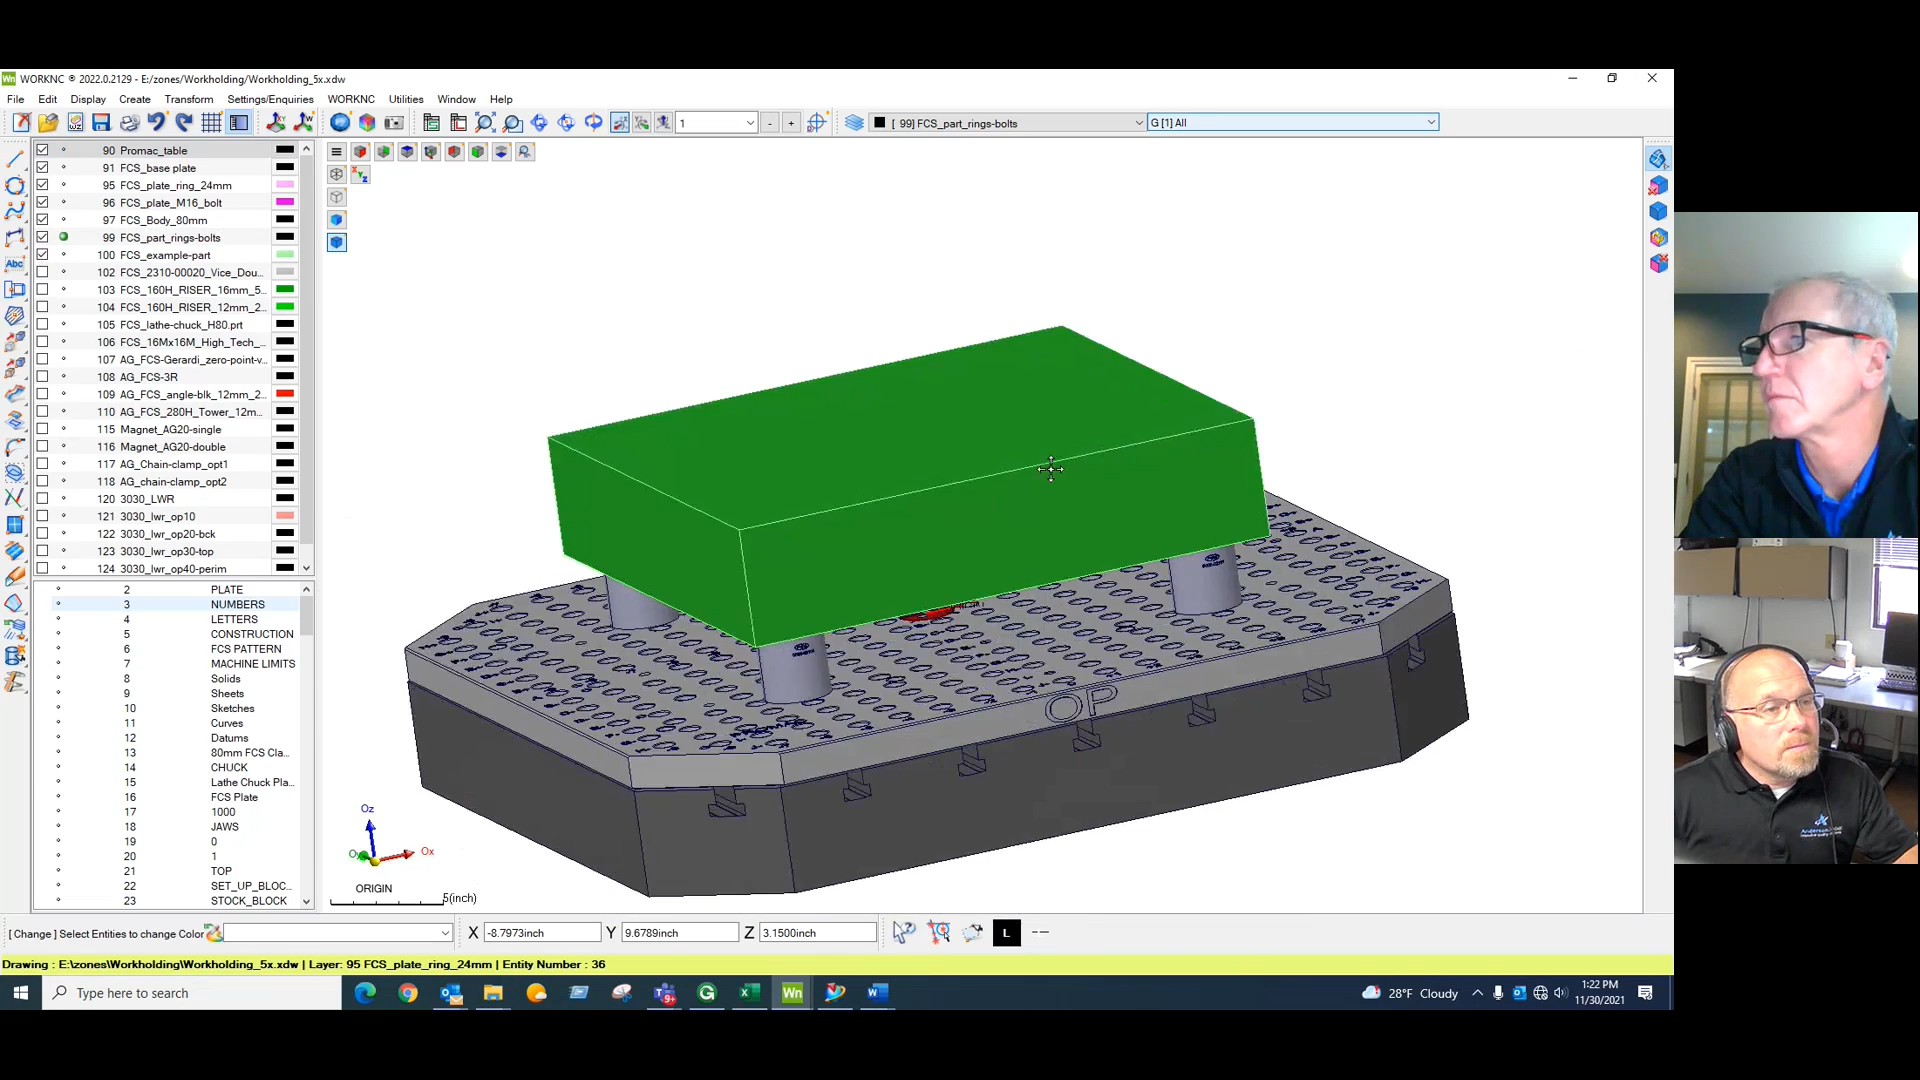 WORKNC ® 2022.0.2129 - E:/zones/Workholding/Workholding_5x.xdw
File Edit Display Create Transform Settings/Enquiries WORKNC Utilities Window Help
1 - + [ 99] FCS_part_rings-bolts G [1] All
90 Promac_table
91 FCS_base plate
95 FCS_plate_ring_24mm
96 FCS_plate_M16_bolt
97 FCS_Body_80mm
99 FCS_part_rings-bolts
100 FCS_example-part
102 FCS_2310-00020_Vice_Dou...
103 FCS_160H_RISER_16mm_5...
104 FCS_160H_RISER_12mm_2...
105 FCS_lathe-chuck_H80.prt
106 FCS_16Mx16M_High_Tech_...
107 AG_FCS-Gerardi_zero-point-v...
108 AG_FCS-3R
109 AG_FCS_angle-blk_12mm_2...
110 AG_FCS_280H_Tower_12m...
115 Magnet_AG20-single
116 Magnet_AG20-double
117 AG_Chain-clamp_opt1
118 AG_chain-clamp_opt2
120 3030_LWR
121 3030_lwr_op10
122 3030_lwr_op20-bck
123 3030_lwr_op30-top
124 3030_lwr_op40-perim
Abc
2 PLATE
3 NUMBERS
4 LETTERS
5 CONSTRUCTION
6 FCS PATTERN
7 MACHINE LIMITS
8 Solids
9 Sheets
10 Sketches
11 Curves
12 Datums
13 80mm FCS Cla...
14 CHUCK
15 Lathe Chuck Pla...
16 FCS Plate
17 1000
18 JAWS
19 0
20 1
21 TOP
22 SET_UP_BLOC...
23 STOCK_BLOCK
OP
Oz
Ox
ORIGIN
5(inch)
[ Change ] Select Entities to change Color X -8.7973inch Y 9.6789inch Z 3.1500inch L --
Drawing : E:\zones\Workholding\Workholding_5x.xdw | Layer: 95 FCS_plate_ring_24mm | Entity Number : 36
Type here to search
28°F Cloudy
1:22 PM
11/30/2021